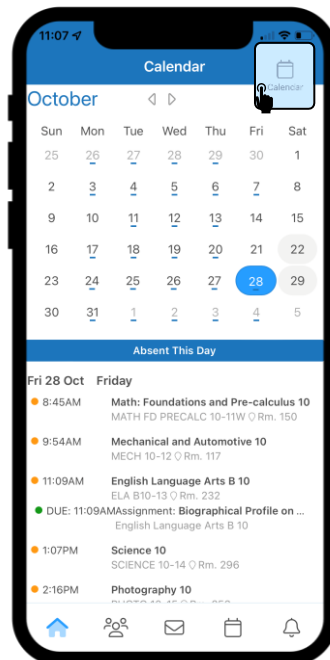 11:07
Calendar
Calendar
October
Sun Mon Tue Wed Thu Fri Sat
25 26 27 28 29 30 1
2 3 4 5 6 7 8
9 10 11 12 13 14 15
16 17 18 19 20 21 22
23 24 25 26 27 28 29
30 31 1 2 3 4 5
Absent This Day
Fri 28 Oct Friday
8:45AM Math: Foundations and Pre-calculus 10
MATH FD PRECALC 10-11W Rm. 150
9:54AM Mechanical and Automotive 10
MECH 10-12 Rm. 117
11:09AM English Language Arts B 10
ELA B10-13 Rm. 232
DUE: 11:09AM Assignment: Biographical Profile on ...
English Language Arts B 10
1:07PM Science 10
SCIENCE 10-14 Rm. 296
2:16PM Photography 10